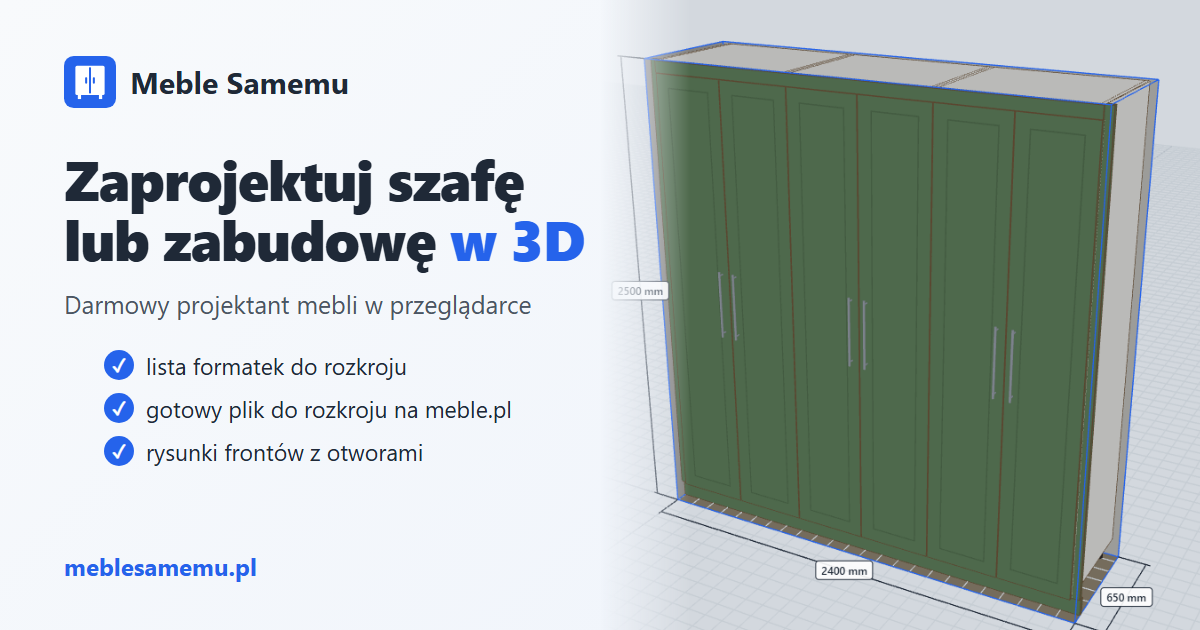 Meble Samemu
Zaprojektuj szafę
lub zabudowę w 3D
Darmowy projektant mebli w przeglądarce
lista formatek do rozkroju
gotowy plik do rozkroju na meble.pl
rysunki frontów z otworami
meblesamemu.pl
2500 mm
2400 mm
650 mm